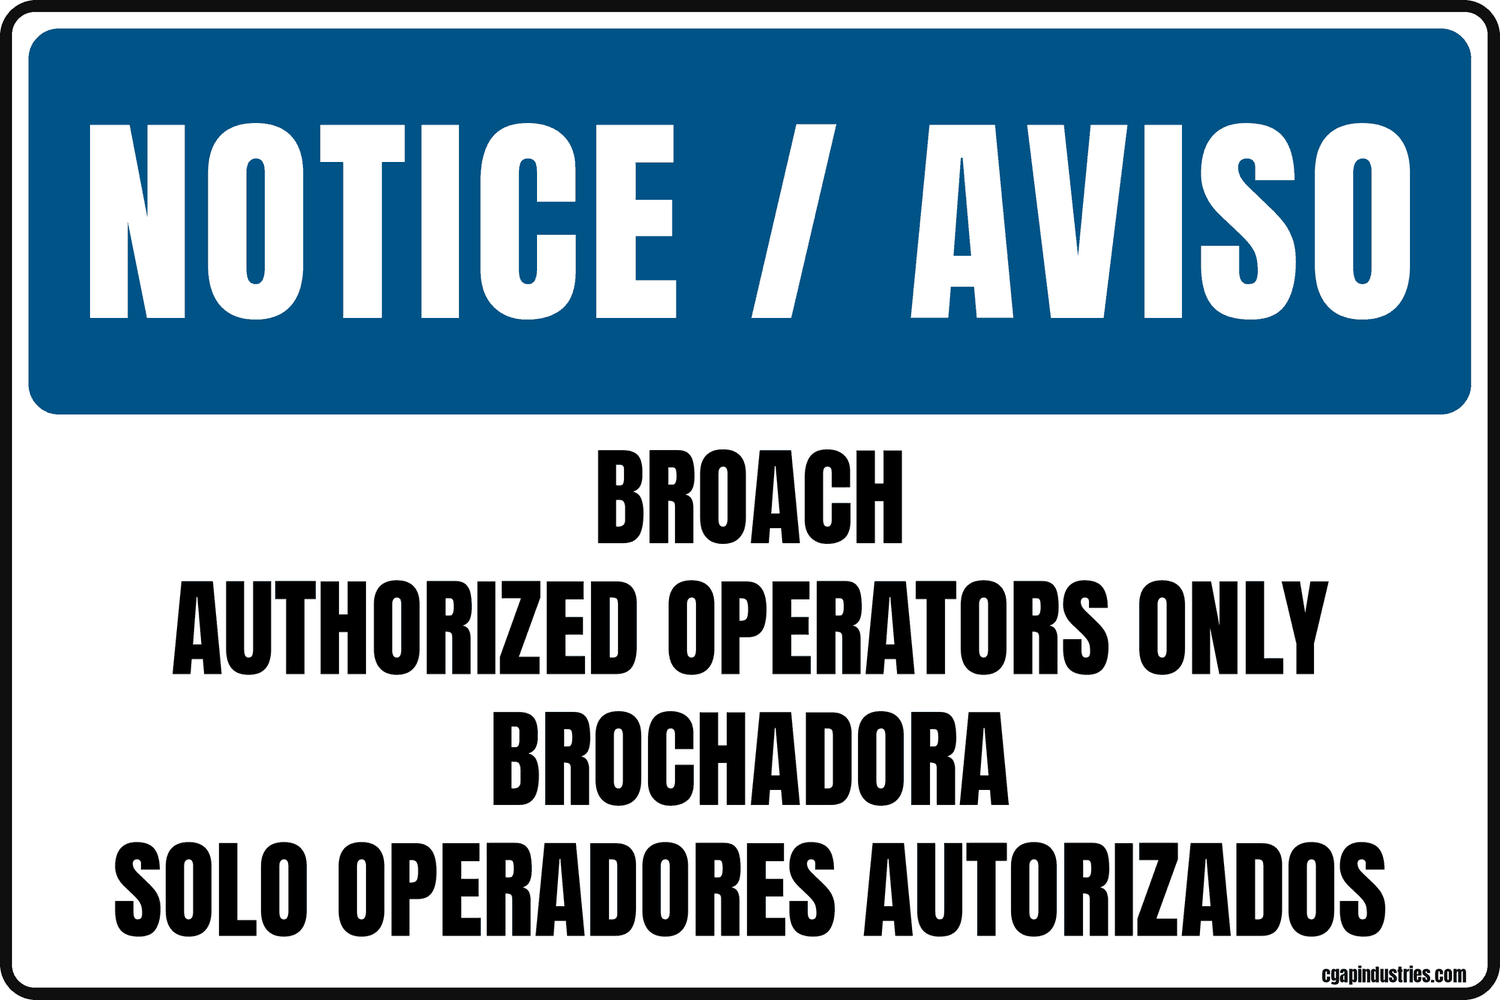 NOTICE / AVISO
BROACH
AUTHORIZED OPERATORS ONLY
BROCHADORA
SOLO OPERADORES AUTORIZADOS
cgapindustries.com